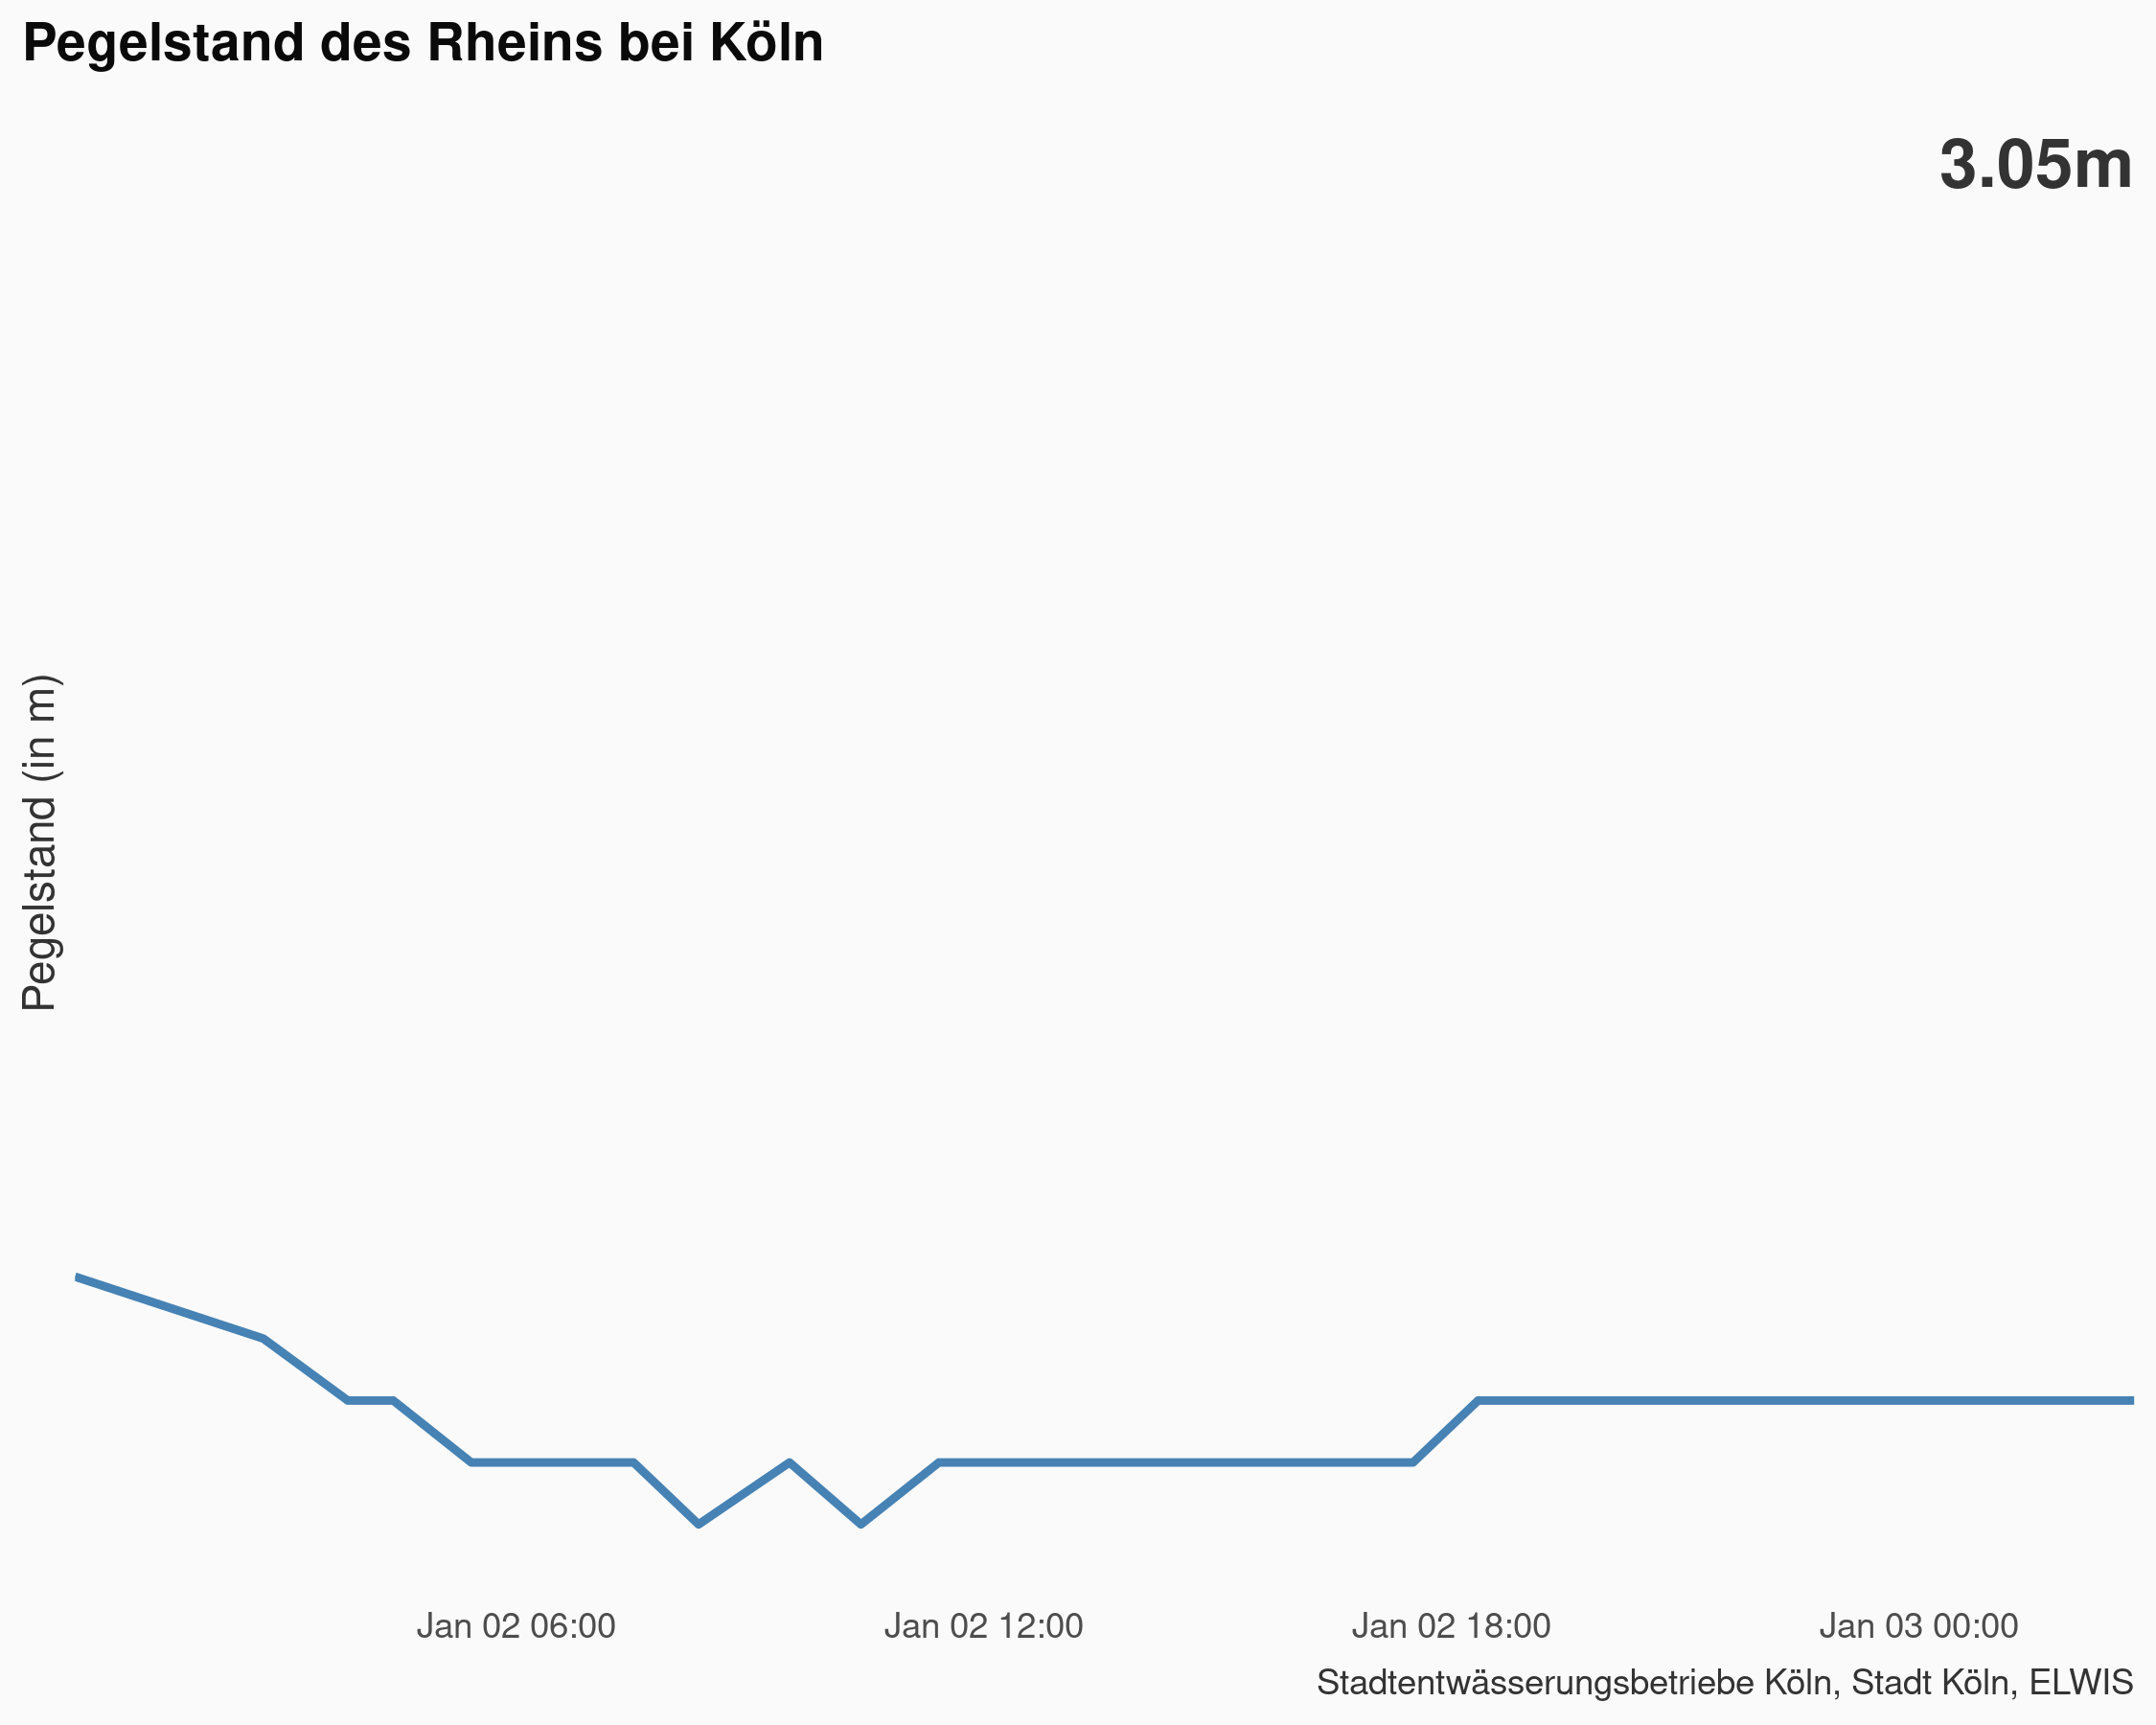 Pegelstand des Rheins bei Köln
3.05m
Pegelstand (in m)
Jan 02 06:00
Jan 02 12:00
Jan 02 18:00
Jan 03 00:00
Stadtentwässerungsbetriebe Köln, Stadt Köln, ELWIS